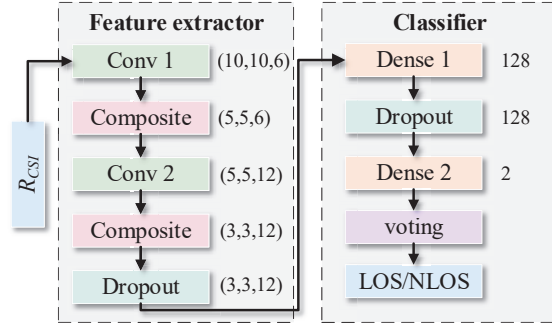 Feature extractor
Conv 1 (10,10,6)
Composite (5,5,6)
Conv 2 (5,5,12)
Composite (3,3,12)
Dropout (3,3,12)
R_CSI
Classifier
Dense 1 128
Dropout 128
Dense 2 2
voting
LOS/NLOS